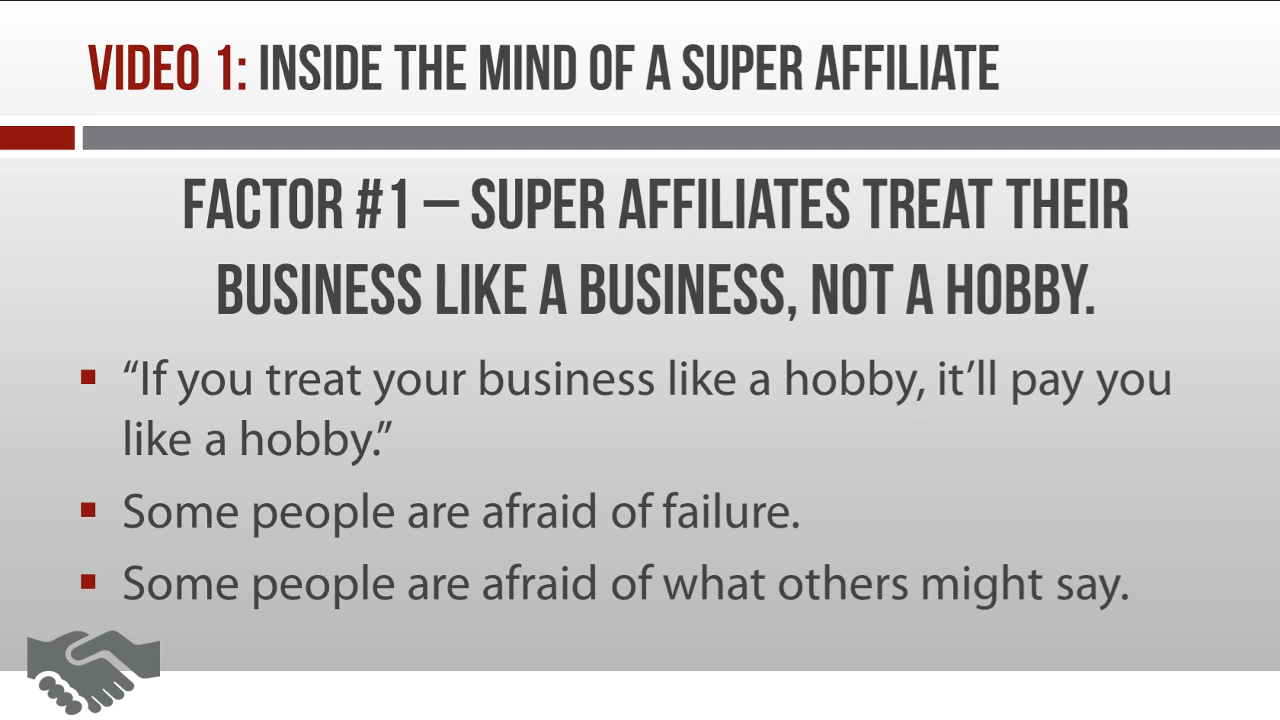 VIDEO 1: INSIDE THE MIND OF A SUPER AFFILIATE
FACTOR #1 – SUPER AFFILIATES TREAT THEIR
BUSINESS LIKE A BUSINESS, NOT A HOBBY.
▪ “If you treat your business like a hobby, it’ll pay you
like a hobby.”
▪ Some people are afraid of failure.
▪ Some people are afraid of what others might say.